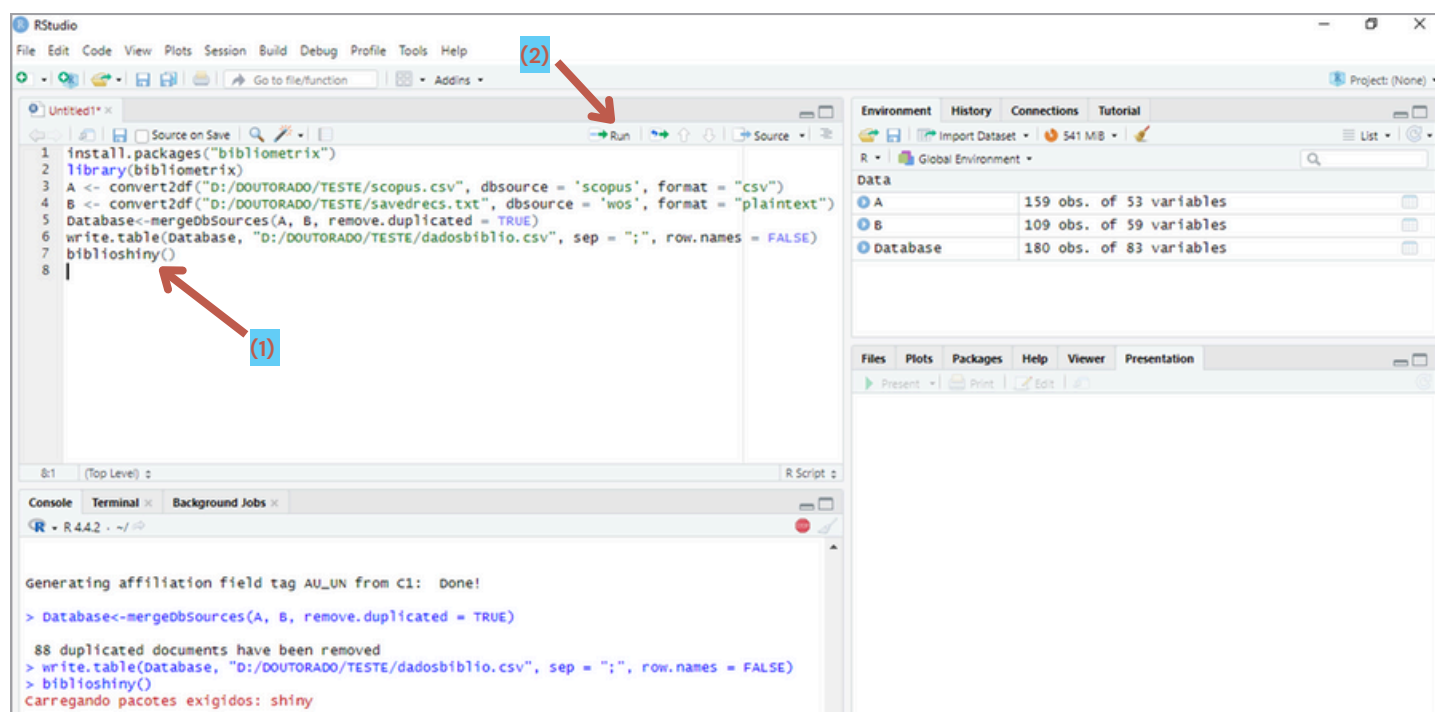 RStudio
File Edit Code View Plots Session Build Debug Profile Tools Help
(2)
Go to file/function
Addins
Project: (None)
Untitled1*
Source on Save
Run
Source
1 install.packages("bibliometrix")
2 library(bibliometrix)
3 A <- convert2df("D:/DOUTORADO/TESTE/scopus.csv", dbsource = 'scopus', format = "csv")
4 B <- convert2df("D:/DOUTORADO/TESTE/savedrecs.txt", dbsource = 'wos', format = "plaintext")
5 Database<-mergeDbSources(A, B, remove.duplicated = TRUE)
6 write.table(Database, "D:/DOUTORADO/TESTE/dadosbiblio.csv", sep = ";", row.names = FALSE)
7 biblioshiny()
8
(1)
8:1 (Top Level) R Script
Console Terminal Background Jobs
R R 4.4.2 · ~/
Generating affiliation field tag AU_UN from C1: Done!
> Database<-mergeDbSources(A, B, remove.duplicated = TRUE)
88 duplicated documents have been removed
> write.table(Database, "D:/DOUTORADO/TESTE/dadosbiblio.csv", sep = ";", row.names = FALSE)
> biblioshiny()
Carregando pacotes exigidos: shiny
Environment History Connections Tutorial
Import Dataset 541 MiB List
R Global Environment
Data
A 159 obs. of 53 variables
B 109 obs. of 59 variables
Database 180 obs. of 83 variables
Files Plots Packages Help Viewer Presentation
Present Print Edit